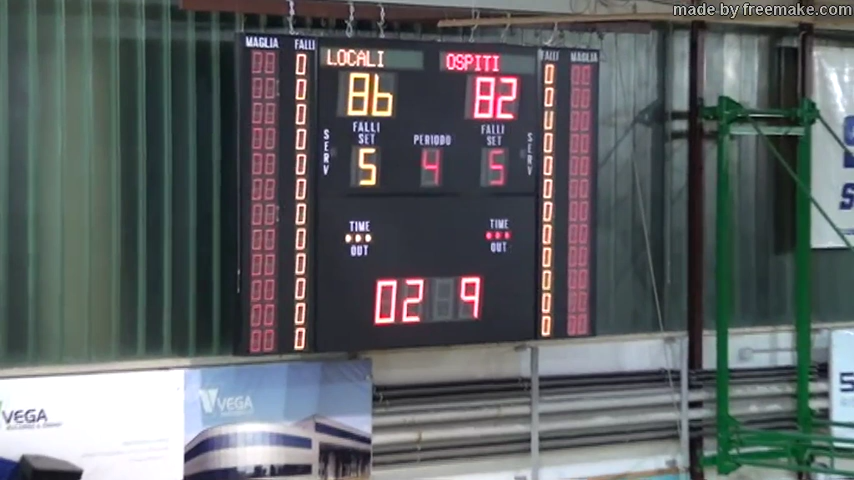 made by freemake.com
MAGLIA FALLI LOCALI OSPITI FALLI MAGLIA
86 82
FALLI SET PERIODO FALLI SET
SERV 5 4 5 SERV
TIME OUT TIME OUT
02 9
VEGA
VEGA
S
S